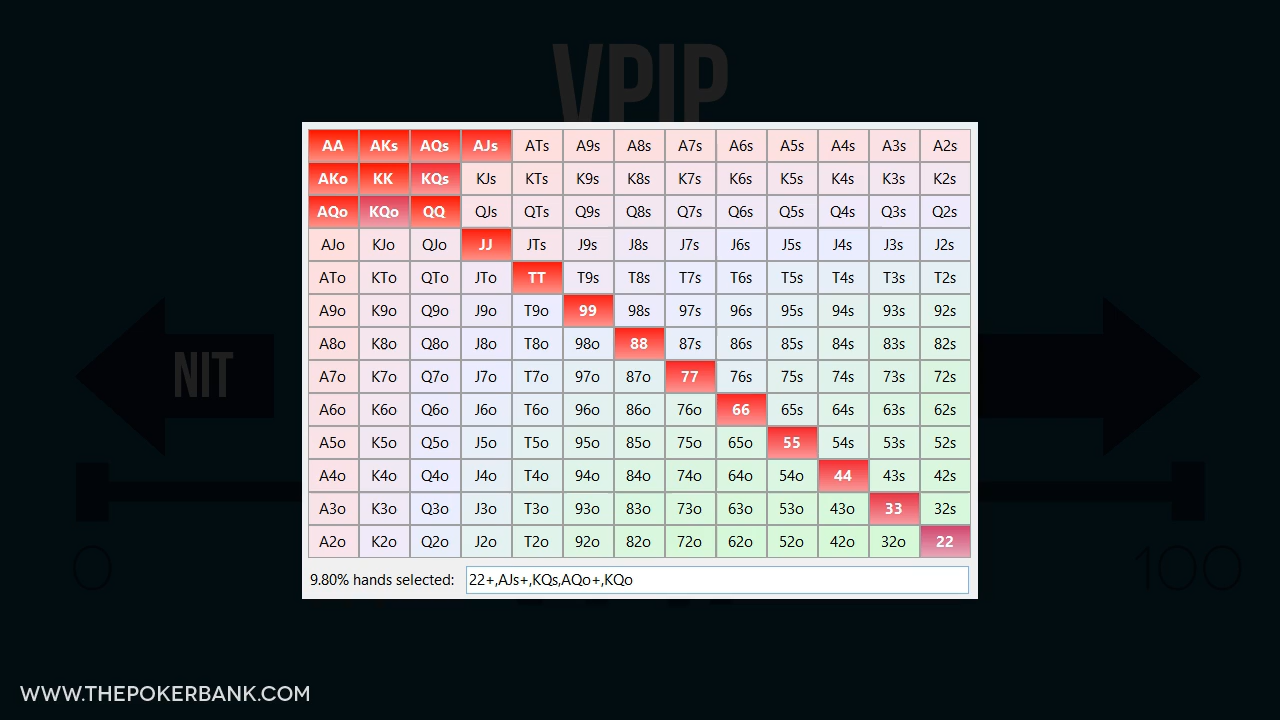 VPIP
AA AKs AQs AJs ATs A9s A8s A7s A6s A5s A4s A3s A2s
AKo KK KQs KJs KTs K9s K8s K7s K6s K5s K4s K3s K2s
AQo KQo QQ QJs QTs Q9s Q8s Q7s Q6s Q5s Q4s Q3s Q2s
AJo KJo QJo JJ JTs J9s J8s J7s J6s J5s J4s J3s J2s
ATo KTo QTo JTo TT T9s T8s T7s T6s T5s T4s T3s T2s
A9o K9o Q9o J9o T9o 99 98s 97s 96s 95s 94s 93s 92s
A8o K8o Q8o J8o T8o 98o 88 87s 86s 85s 84s 83s 82s
NIT
A7o K7o Q7o J7o T7o 97o 87o 77 76s 75s 74s 73s 72s
A6o K6o Q6o J6o T6o 96o 86o 76o 66 65s 64s 63s 62s
A5o K5o Q5o J5o T5o 95o 85o 75o 65o 55 54s 53s 52s
A4o K4o Q4o J4o T4o 94o 84o 74o 64o 54o 44 43s 42s
A3o K3o Q3o J3o T3o 93o 83o 73o 63o 53o 43o 33 32s
A2o K2o Q2o J2o T2o 92o 82o 72o 62o 52o 42o 32o 22
0
100
9.80% hands selected: 22+,AJs+,KQs,AQo+,KQo
WWW.THEPOKERBANK.COM